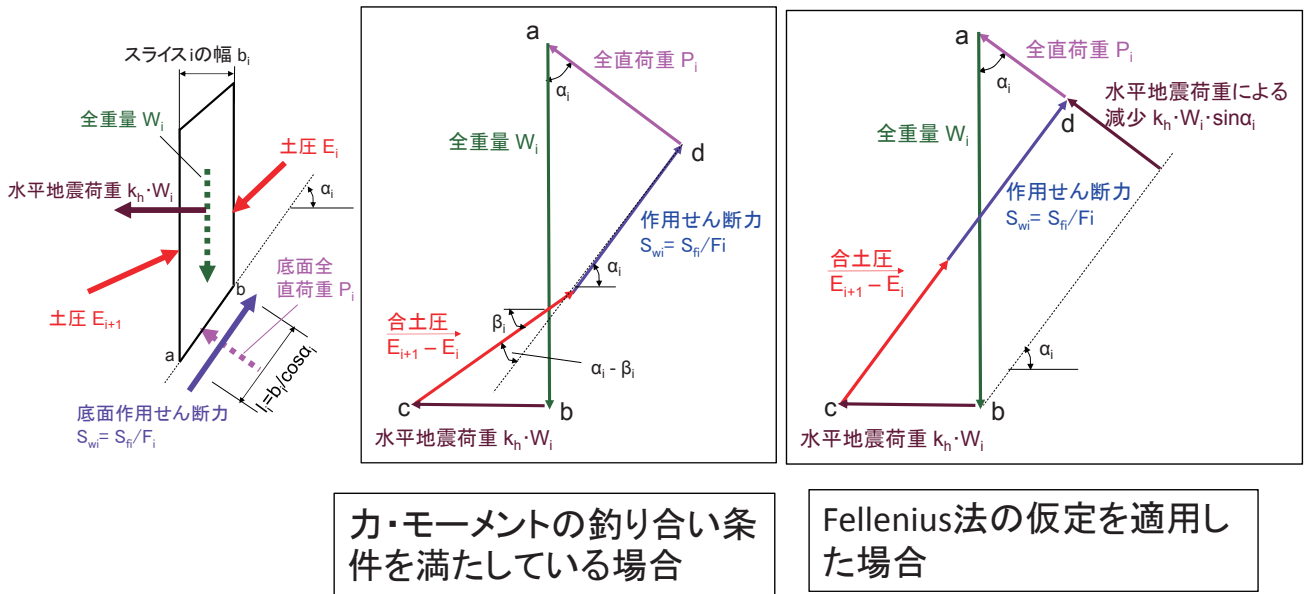 スライス iの幅 bi
全重量 Wi
土圧 Ei
水平地震荷重 kh·Wi
αi
底面全
直荷重 Pi
土圧 Ei+1
b
a
li=bi/cosαi
底面作用せん断力
Swi= Sfi/Fi
a
全直荷重 Pi
αi
全重量 Wi
d
作用せん断力
Swi= Sfi/Fi
αi
βi
合土圧
Ei+1 – Ei
αi - βi
c
b
水平地震荷重 kh·Wi
a
全直荷重 Pi
αi
水平地震荷重による
減少 kh·Wi·sinαi
d
全重量 Wi
作用せん断力
Swi= Sfi/Fi
合土圧
Ei+1 – Ei
αi
c
b
水平地震荷重 kh·Wi
力・モーメントの釣り合い条
件を満たしている場合
Fellenius法の仮定を適用し
た場合